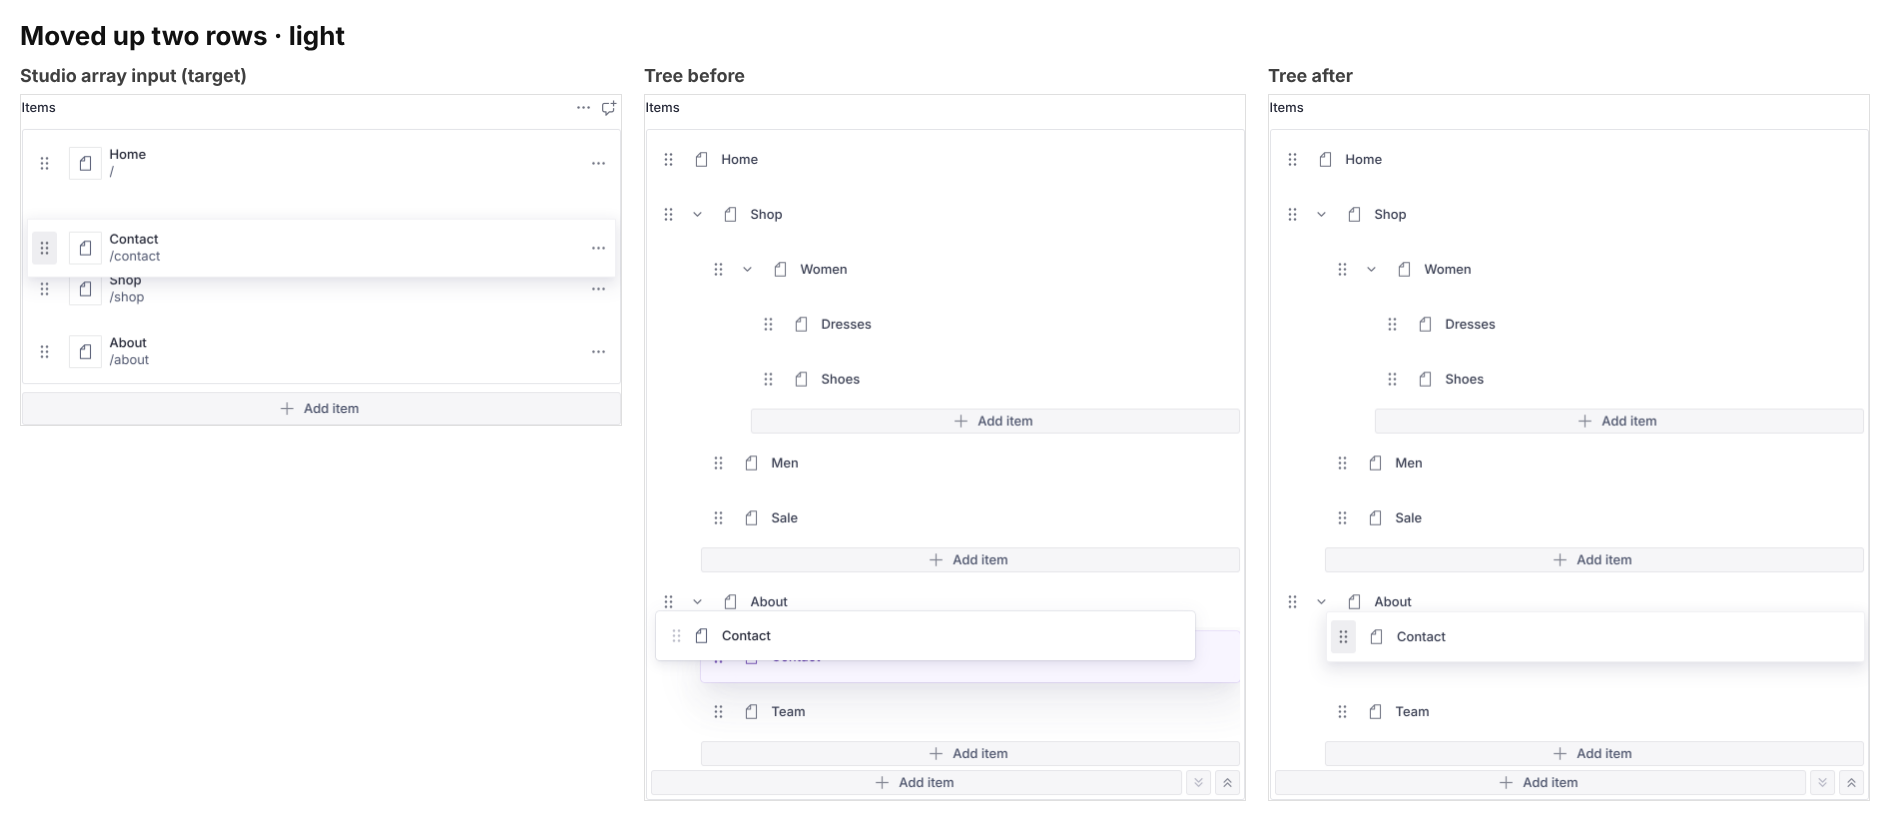 Moved up two rows · light
Studio array input (target)
Items
Home
/
Contact
/contact
Shop
/shop
About
/about
Add item
Tree before
Items
Home
Shop
Women
Dresses
Shoes
Add item
Men
Sale
Add item
About
Contact
Contact
Team
Add item
Add item
Tree after
Items
Home
Shop
Women
Dresses
Shoes
Add item
Men
Sale
Add item
About
Contact
Team
Add item
Add item